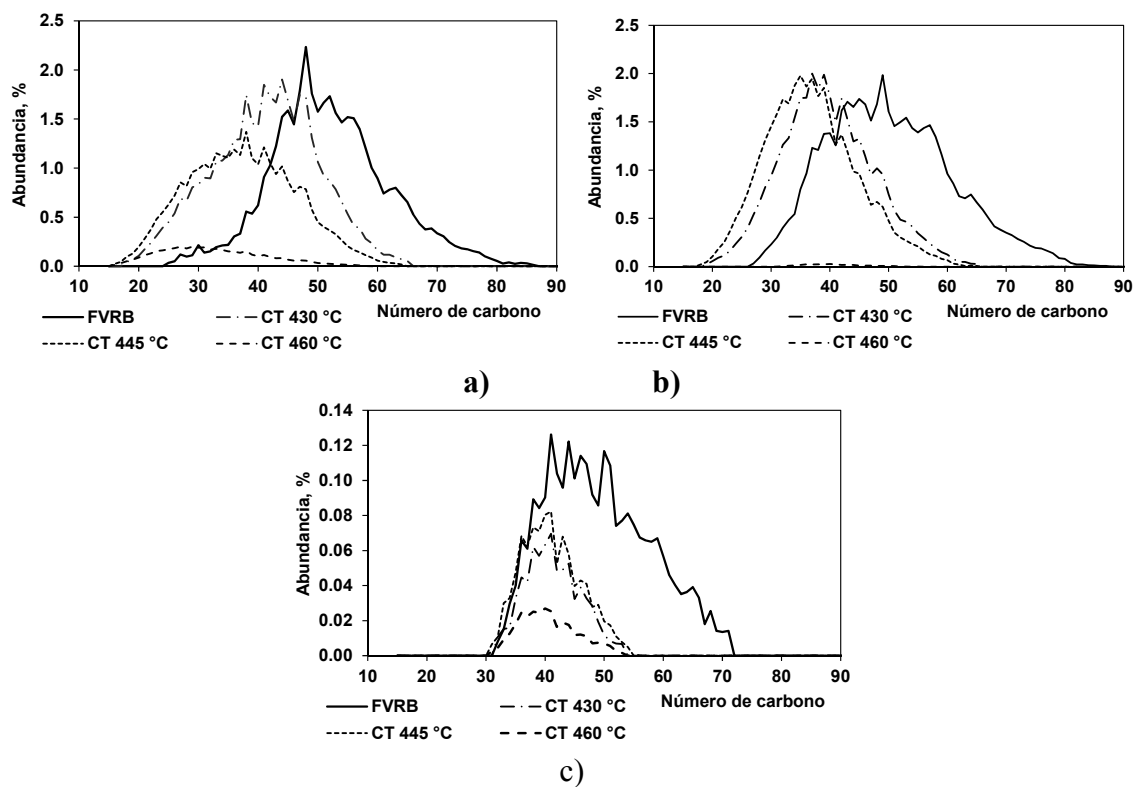 2.5
2.0
1.5
1.0
0.5
0.0
Abundancia, %
10 20 30 40 50 60 70 80 90
Número de carbono
FVRB CT 430 °C
CT 445 °C CT 460 °C
a)
2.5
2.0
1.5
1.0
0.5
0.0
Abundancia, %
10 20 30 40 50 60 70 80 90
Número de carbono
FVRB CT 430 °C
CT 445 °C CT 460 °C
b)
0.14
0.12
0.10
0.08
0.06
0.04
0.02
0.00
Abundancia, %
10 20 30 40 50 60 70 80 90
Número de carbono
FVRB CT 430 °C
CT 445 °C CT 460 °C
c)